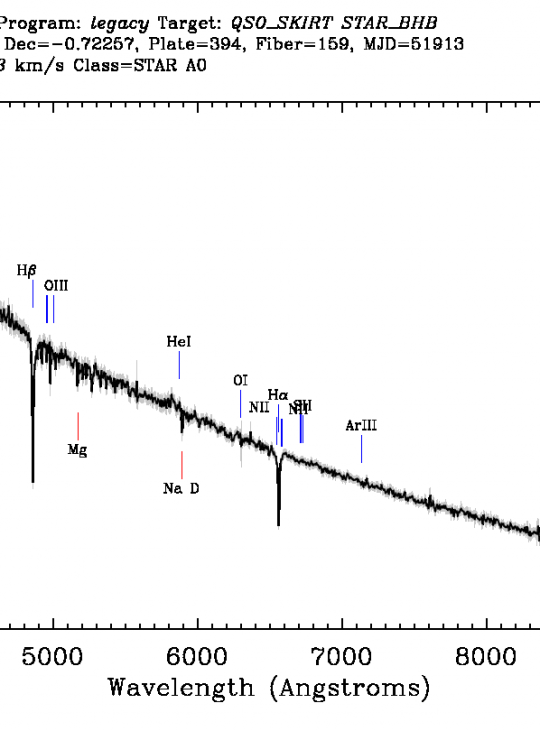 Program: legacy Target: QSO_SKIRT STAR_BHB
Dec=−0.72257, Plate=394, Fiber=159, MJD=51913
km/s Class=STAR A0
Hβ
OIII
HeI
OI
Hα
NII
NII
SII
ArIII
Mg
Na D
5000 6000 7000 8000
Wavelength (Angstroms)